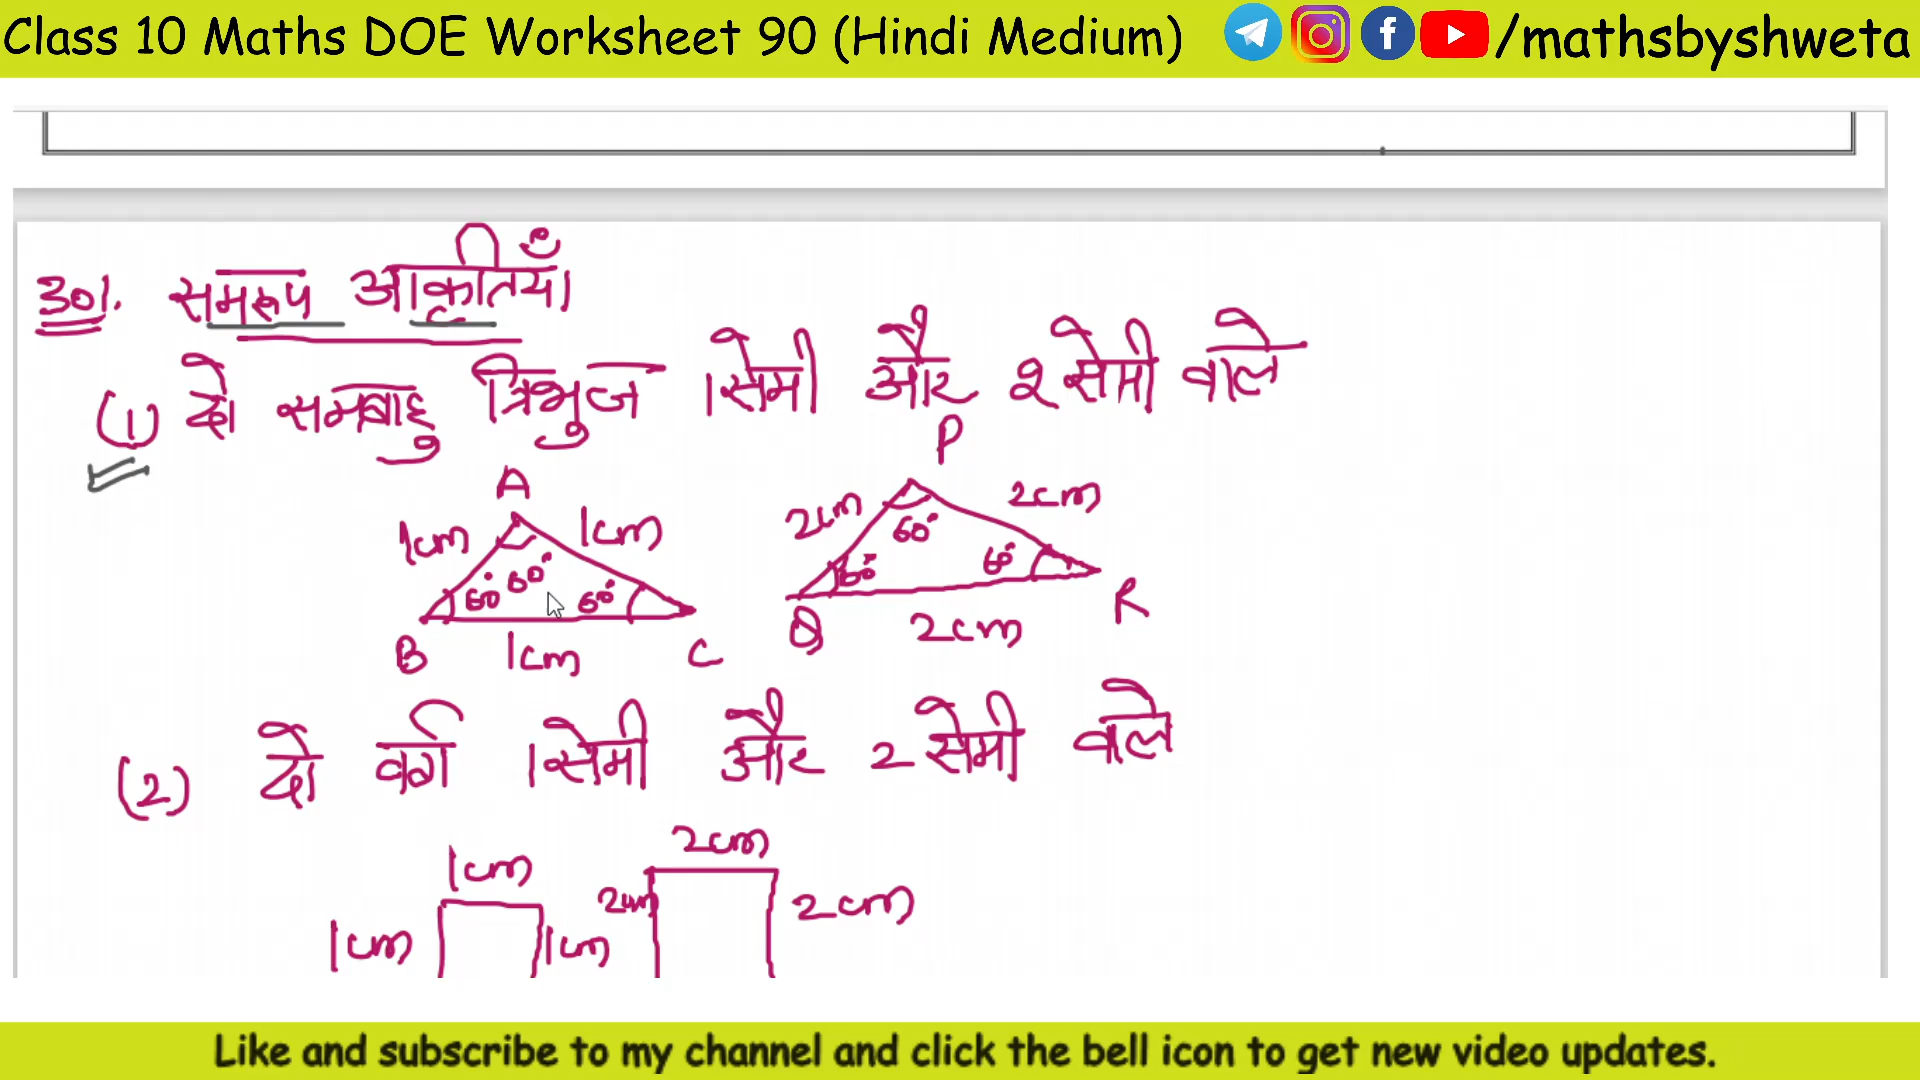 Class 10 Maths DOE Worksheet 90 (Hindi Medium) /mathsbyshweta
उ01. समरूप आकृतियाँ
(1) दो समबाहु त्रिभुज 1सेमी और 2सेमी वाले
A
P
1cm 1cm
2cm 2cm
60° 60° 60°
60° 60° 60°
B 1cm C
Q 2cm R
(2) दो वर्ग 1सेमी और 2सेमी वाले
1cm 2cm
1cm 1cm 2cm 2cm
Like and subscribe to my channel and click the bell icon to get new video updates.